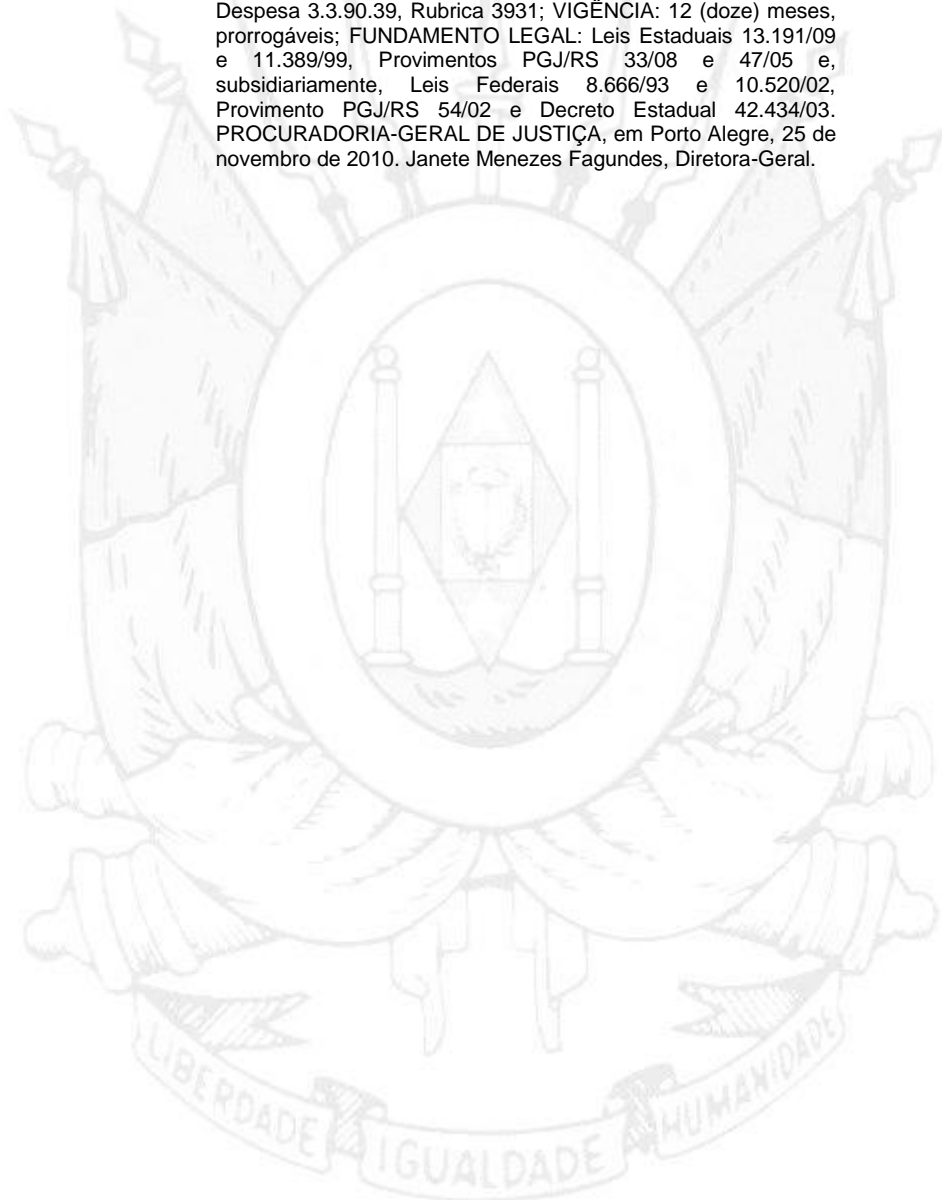 Despesa 3.3.90.39, Rubrica 3931; VIGÊNCIA: 12 (doze) meses,
prorrogáveis; FUNDAMENTO LEGAL: Leis Estaduais 13.191/09
e 11.389/99, Provimentos PGJ/RS 33/08 e 47/05 e,
subsidiariamente, Leis Federais 8.666/93 e 10.520/02,
Provimento PGJ/RS 54/02 e Decreto Estadual 42.434/03.
PROCURADORIA-GERAL DE JUSTIÇA, em Porto Alegre, 25 de
novembro de 2010. Janete Menezes Fagundes, Diretora-Geral.
LIBERDADE IGUALDADE HUMANIDADE